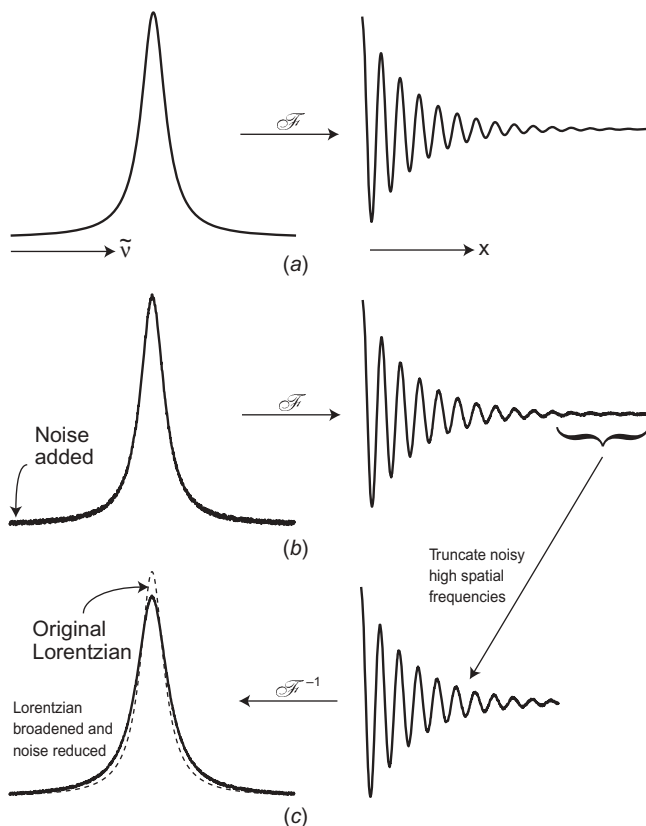 ℱ
ṽ
x
(a)
ℱ
Noise
added
(b)
Truncate noisy
high spatial
frequencies
Original
Lorentzian
ℱ⁻¹
Lorentzian
broadened and
noise reduced
(c)